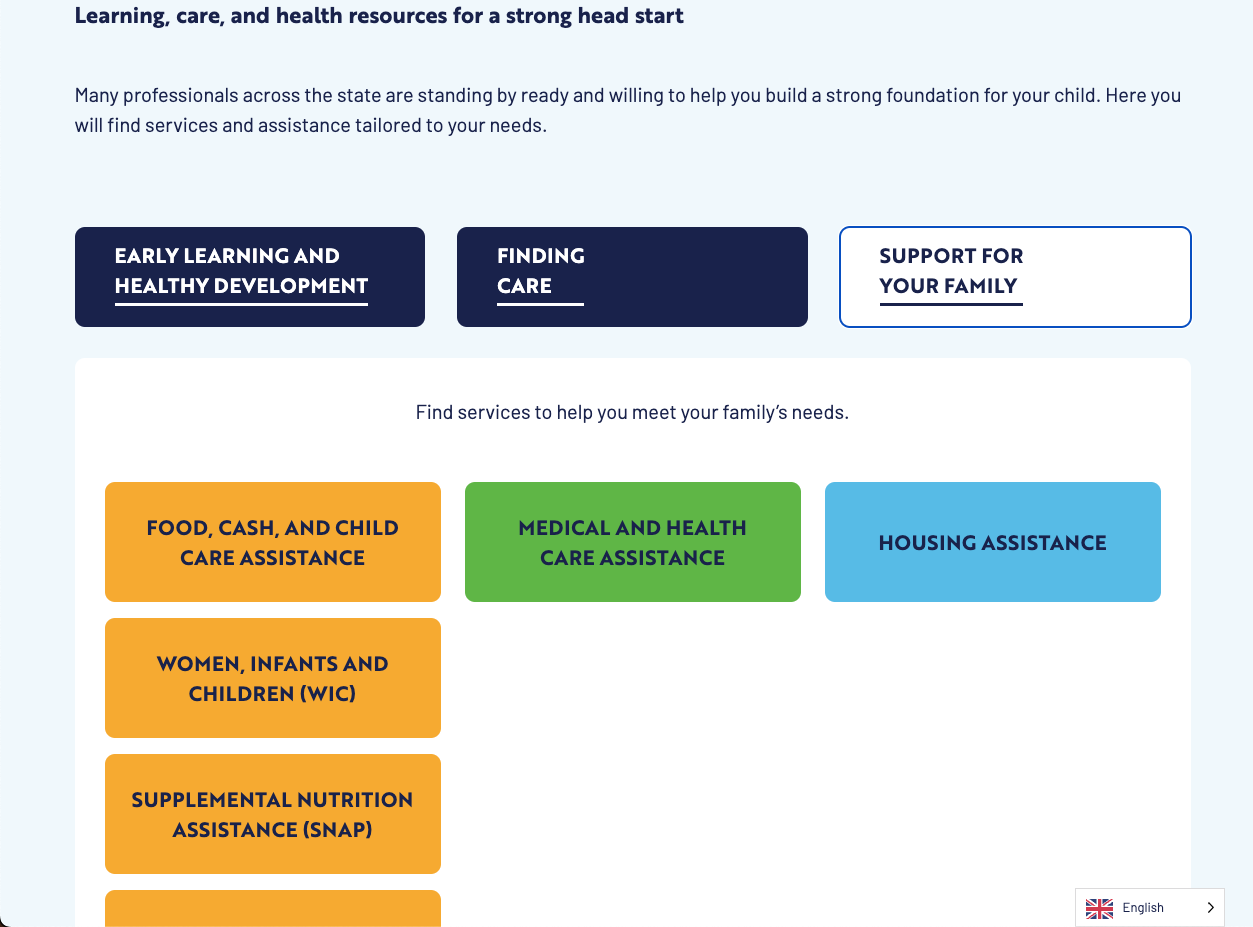 Learning, care, and health resources for a strong head start
Many professionals across the state are standing by ready and willing to help you build a strong foundation for your child. Here you
will find services and assistance tailored to your needs.
EARLY LEARNING AND
HEALTHY DEVELOPMENT
FINDING
CARE
SUPPORT FOR
YOUR FAMILY
Find services to help you meet your family’s needs.
FOOD, CASH, AND CHILD
CARE ASSISTANCE
MEDICAL AND HEALTH
CARE ASSISTANCE
HOUSING ASSISTANCE
WOMEN, INFANTS AND
CHILDREN (WIC)
SUPPLEMENTAL NUTRITION
ASSISTANCE (SNAP)
English